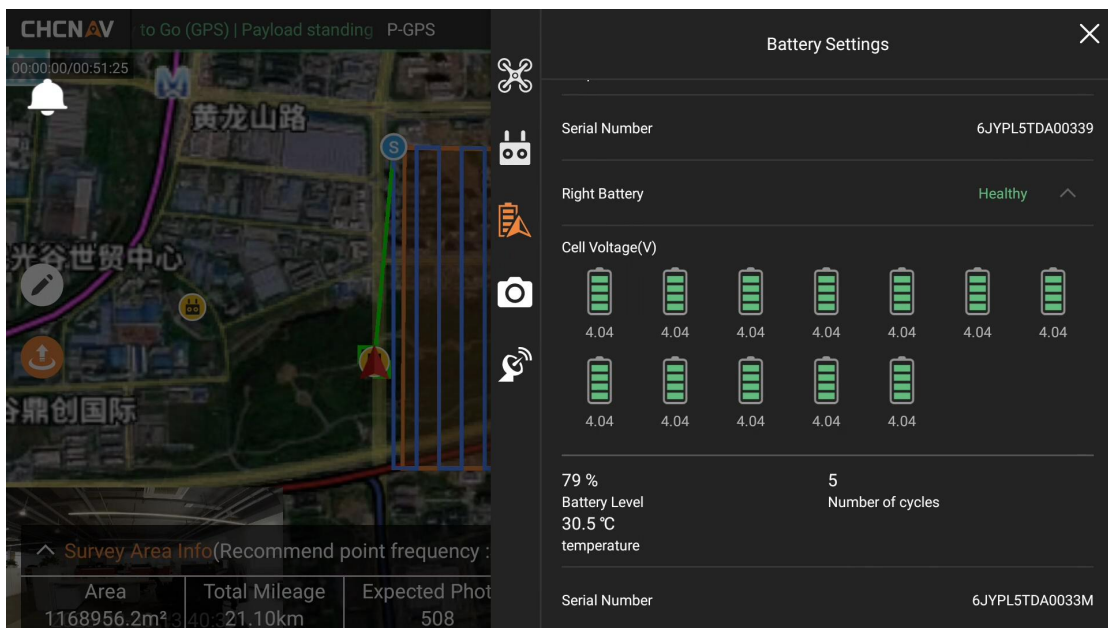 CHCNAV to Go (GPS) | Payload standing P-GPS
00:00:00/00:51:25
黄龙山路
S
光谷世贸中心
谷鼎创国际
Survey Area Info(Recommend point frequency :
Area Total Mileage Expected Phot
1168956.2m² 21.10km 508
Battery Settings
Serial Number 6JYPL5TDA00339
Right Battery Healthy
Cell Voltage(V)
4.04 4.04 4.04 4.04 4.04 4.04 4.04
4.04 4.04 4.04 4.04 4.04
79 % 5
Battery Level Number of cycles
30.5 ℃
temperature
Serial Number 6JYPL5TDA0033M